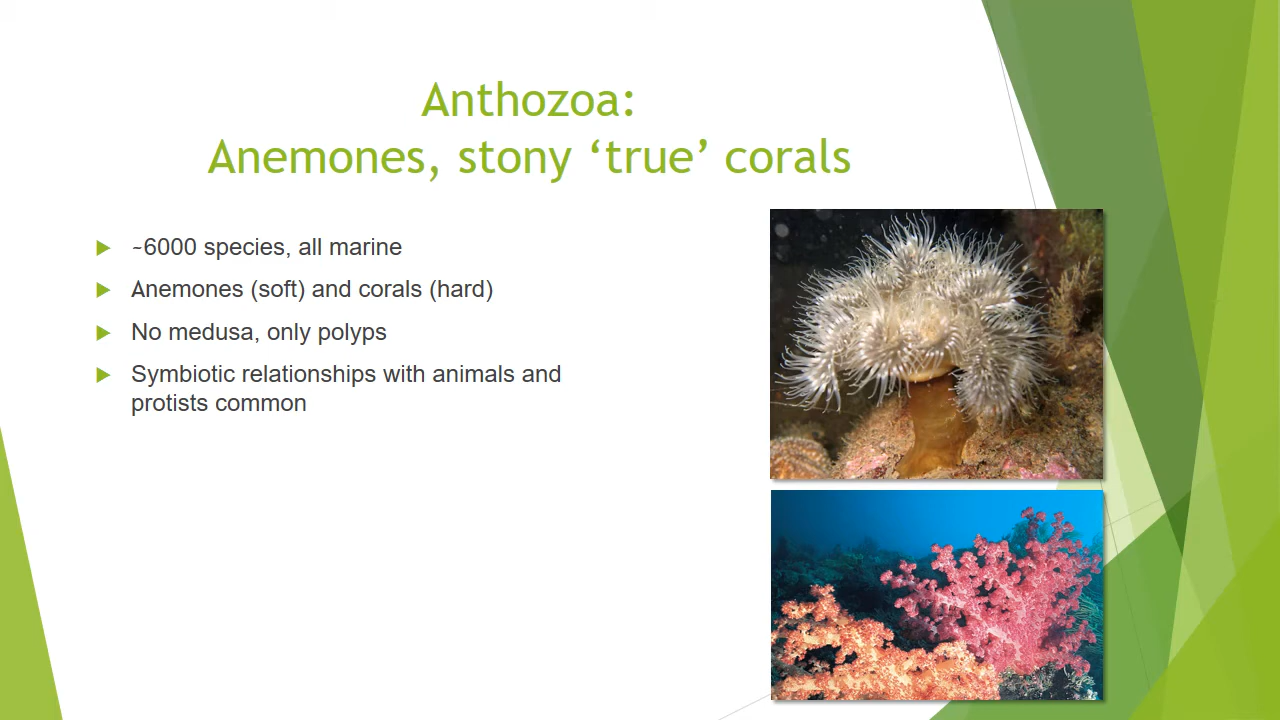 Anthozoa:
Anemones, stony ‘true’ corals
~6000 species, all marine
Anemones (soft) and corals (hard)
No medusa, only polyps
Symbiotic relationships with animals and
protists common